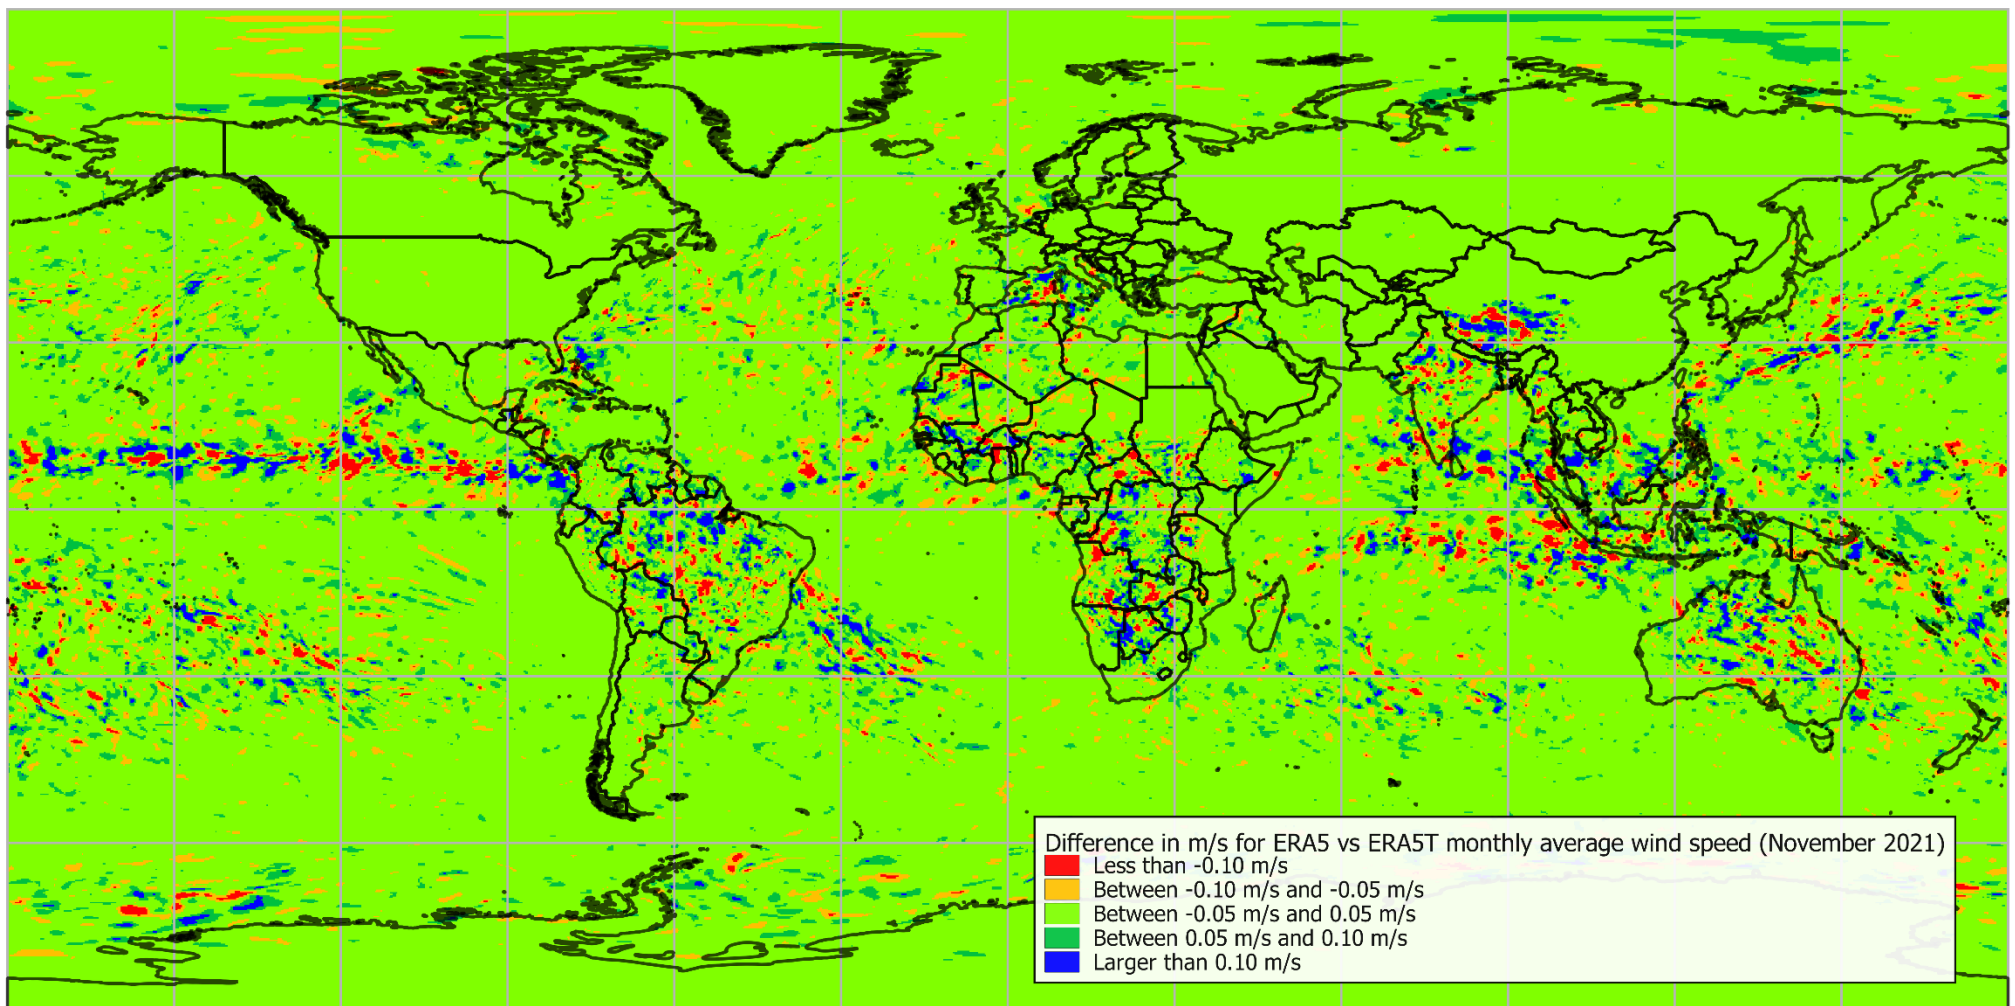 Difference in m/s for ERA5 vs ERA5T monthly average wind speed (November 2021)
Less than -0.10 m/s
Between -0.10 m/s and -0.05 m/s
Between -0.05 m/s and 0.05 m/s
Between 0.05 m/s and 0.10 m/s
Larger than 0.10 m/s